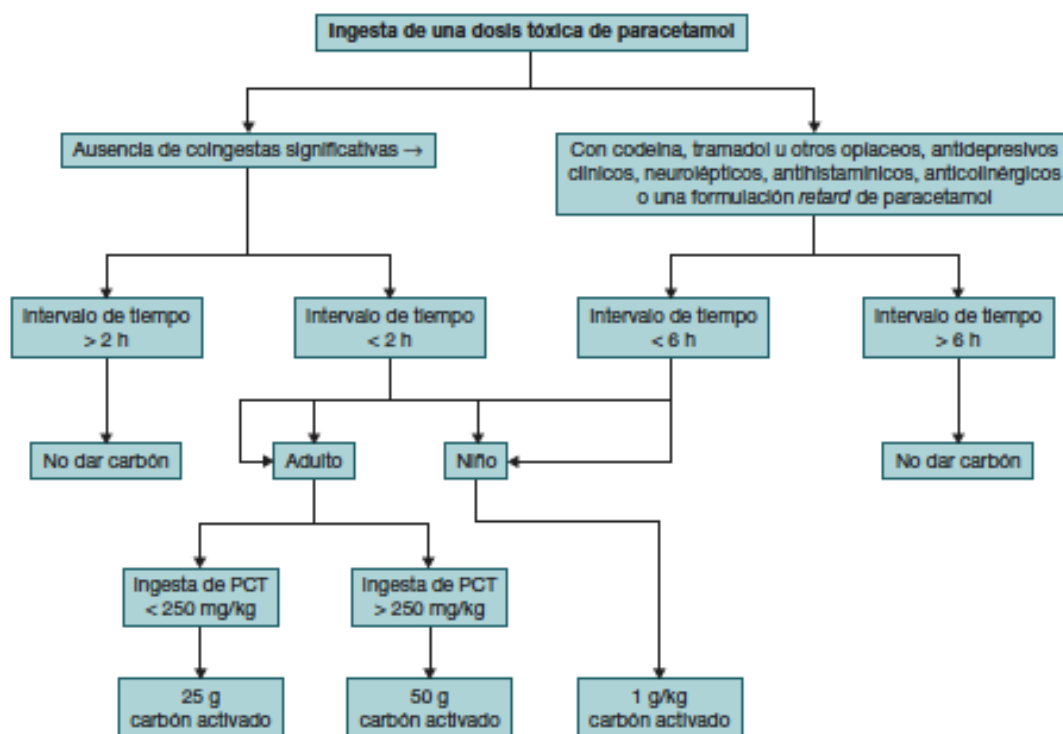 Ingesta de una dosis tóxica de paracetamol
Ausencia de coingestas significativas →
Con codeína, tramadol u otros opiaceos, antidepresivos
clínicos, neurolépticos, antihistamínicos, anticolinérgicos
o una formulación retard de paracetamol
Intervalo de tiempo
> 2 h
Intervalo de tiempo
< 2 h
Intervalo de tiempo
< 6 h
Intervalo de tiempo
> 6 h
No dar carbón
Adulto
Niño
No dar carbón
Ingesta de PCT
< 250 mg/kg
Ingesta de PCT
> 250 mg/kg
25 g
carbón activado
50 g
carbón activado
1 g/kg
carbón activado